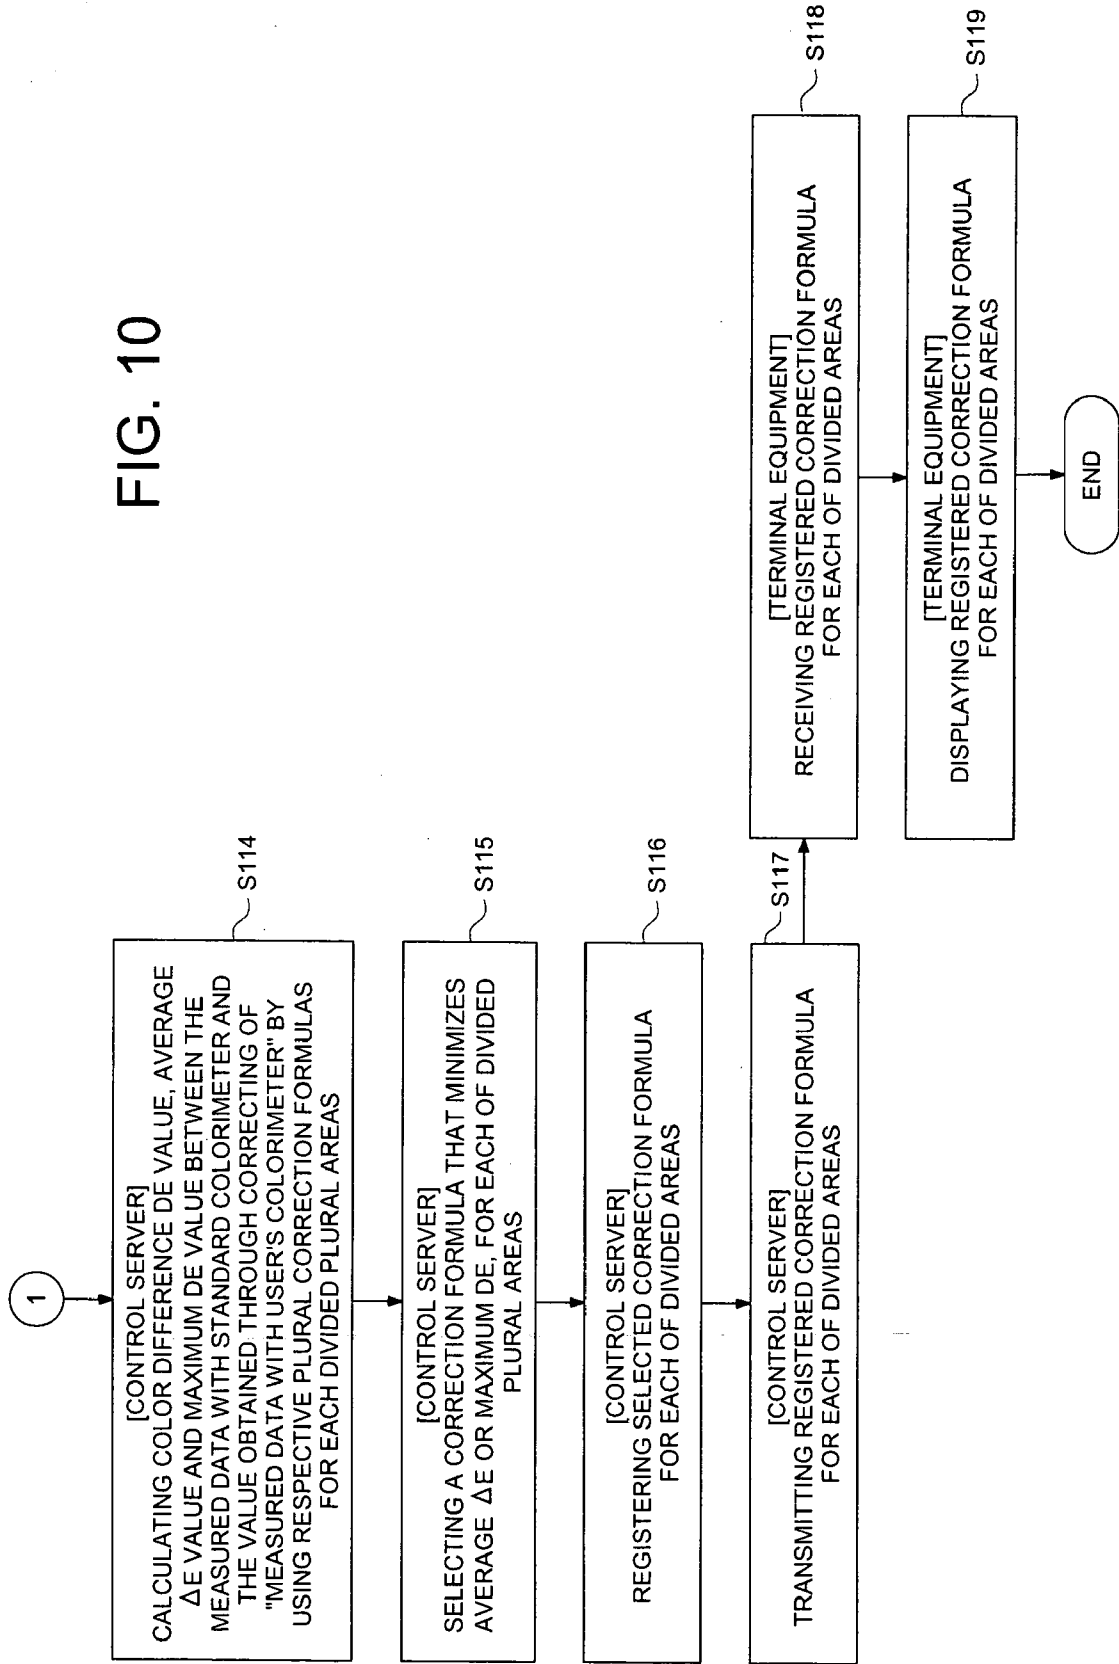 FIG. 10
1
[CONTROL SERVER]
CALCULATING COLOR DIFFERENCE DE VALUE, AVERAGE
ΔE VALUE AND MAXIMUM DE VALUE BETWEEN THE
MEASURED DATA WITH STANDARD COLORIMETER AND
THE VALUE OBTAINED THROUGH CORRECTING OF
"MEASURED DATA WITH USER'S COLORIMETER" BY
USING RESPECTIVE PLURAL CORRECTION FORMULAS
FOR EACH DIVIDED PLURAL AREAS
S114
[CONTROL SERVER]
SELECTING A CORRECTION FORMULA THAT MINIMIZES
AVERAGE ΔE OR MAXIMUM DE, FOR EACH OF DIVIDED
PLURAL AREAS
S115
[CONTROL SERVER]
REGISTERING SELECTED CORRECTION FORMULA
FOR EACH OF DIVIDED AREAS
S116
[CONTROL SERVER]
TRANSMITTING REGISTERED CORRECTION FORMULA
FOR EACH OF DIVIDED AREAS
S117
[TERMINAL EQUIPMENT]
RECEIVING REGISTERED CORRECTION FORMULA
FOR EACH OF DIVIDED AREAS
S118
[TERMINAL EQUIPMENT]
DISPLAYING REGISTERED CORRECTION FORMULA
FOR EACH OF DIVIDED AREAS
S119
END